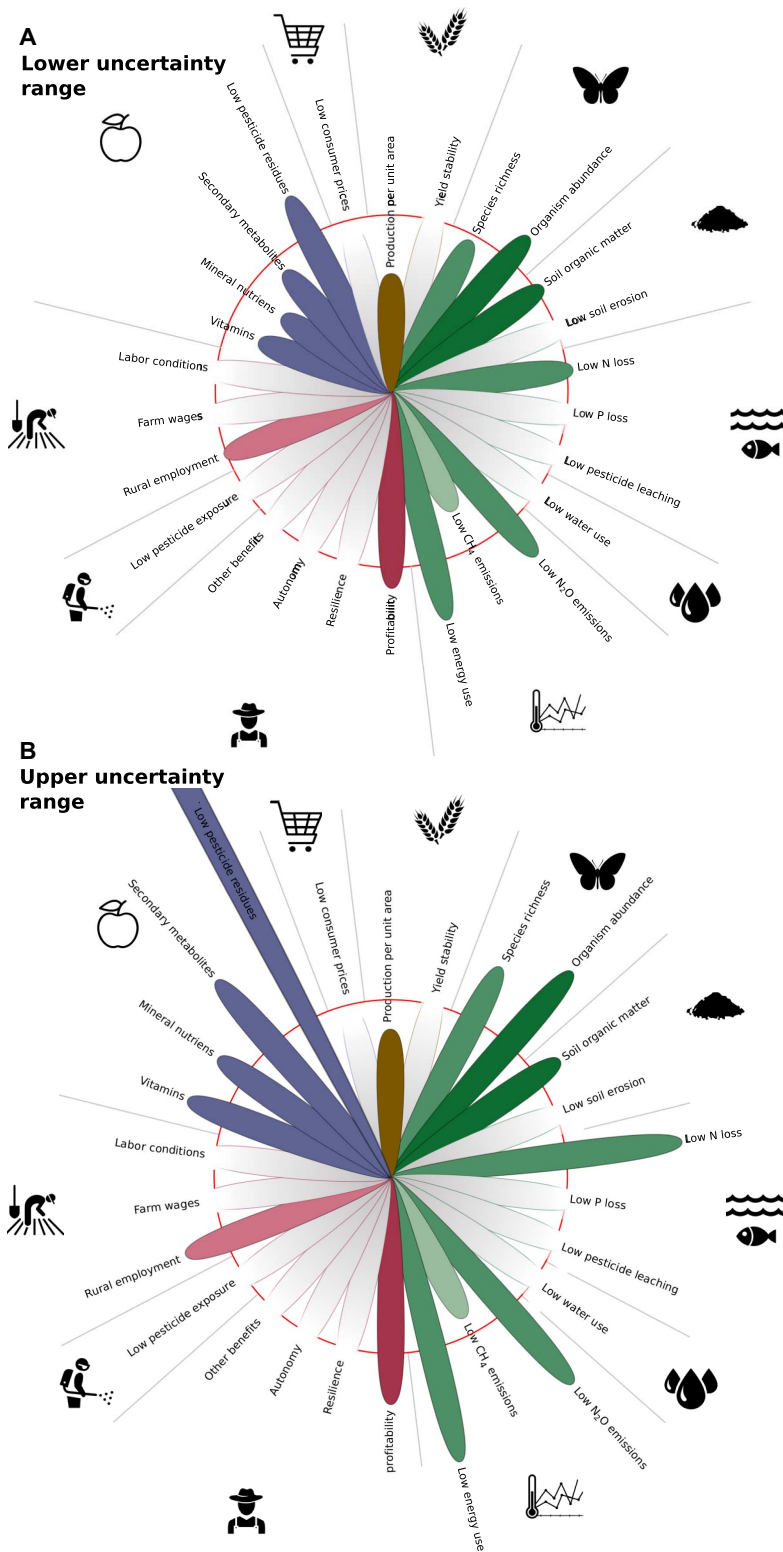 A
Lower uncertainty
range
Low pesticide residues
Low consumer prices
Production per unit area
Yield stability
Species richness
Organism abundance
Soil organic matter
Low soil erosion
Low N loss
Low P loss
Low pesticide leaching
Low water use
Low N₂O emissions
Low CH₄ emissions
Low energy use
Profitability
Resilience
Autonomy
Other benefits
Low pesticide exposure
Rural employment
Farm wages
Labor conditions
Vitamins
Mineral nutriens
Secondary metabolites
B
Upper uncertainty
range
Low pesticide residues
Low consumer prices
Production per unit area
Yield stability
Species richness
Organism abundance
Soil organic matter
Low soil erosion
Low N loss
Low P loss
Low pesticide leaching
Low water use
Low N₂O emissions
Low CH₄ emissions
Low energy use
profitability
Resilience
Autonomy
Other benefits
Low pesticide exposure
Rural employment
Farm wages
Labor conditions
Vitamins
Mineral nutriens
Secondary metabolites